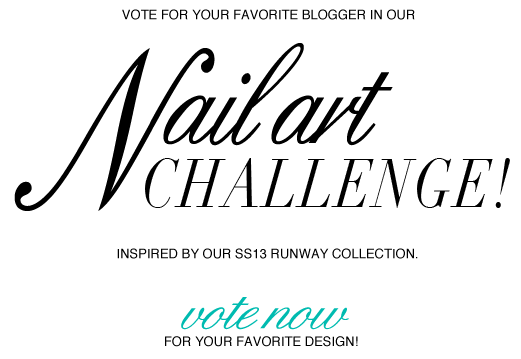 VOTE FOR YOUR FAVORITE BLOGGER IN OUR
Nail art
CHALLENGE!
INSPIRED BY OUR SS13 RUNWAY COLLECTION.
vote now
FOR YOUR FAVORITE DESIGN!